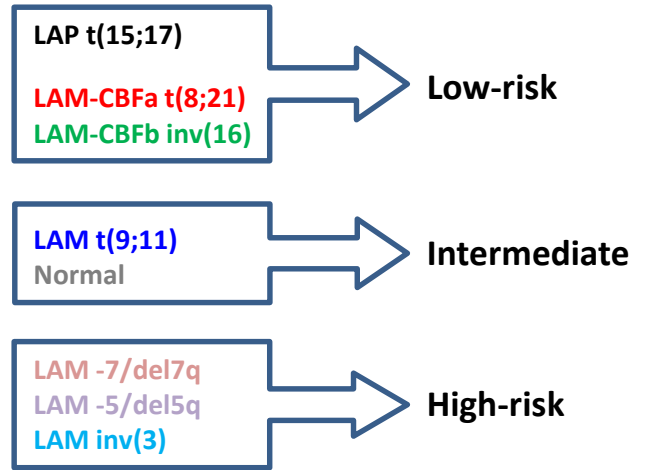 LAP t(15;17)
LAM-CBFa t(8;21)
LAM-CBFb inv(16)
Low-risk
LAM t(9;11)
Normal
Intermediate
LAM -7/del7q
LAM -5/del5q
LAM inv(3)
High-risk